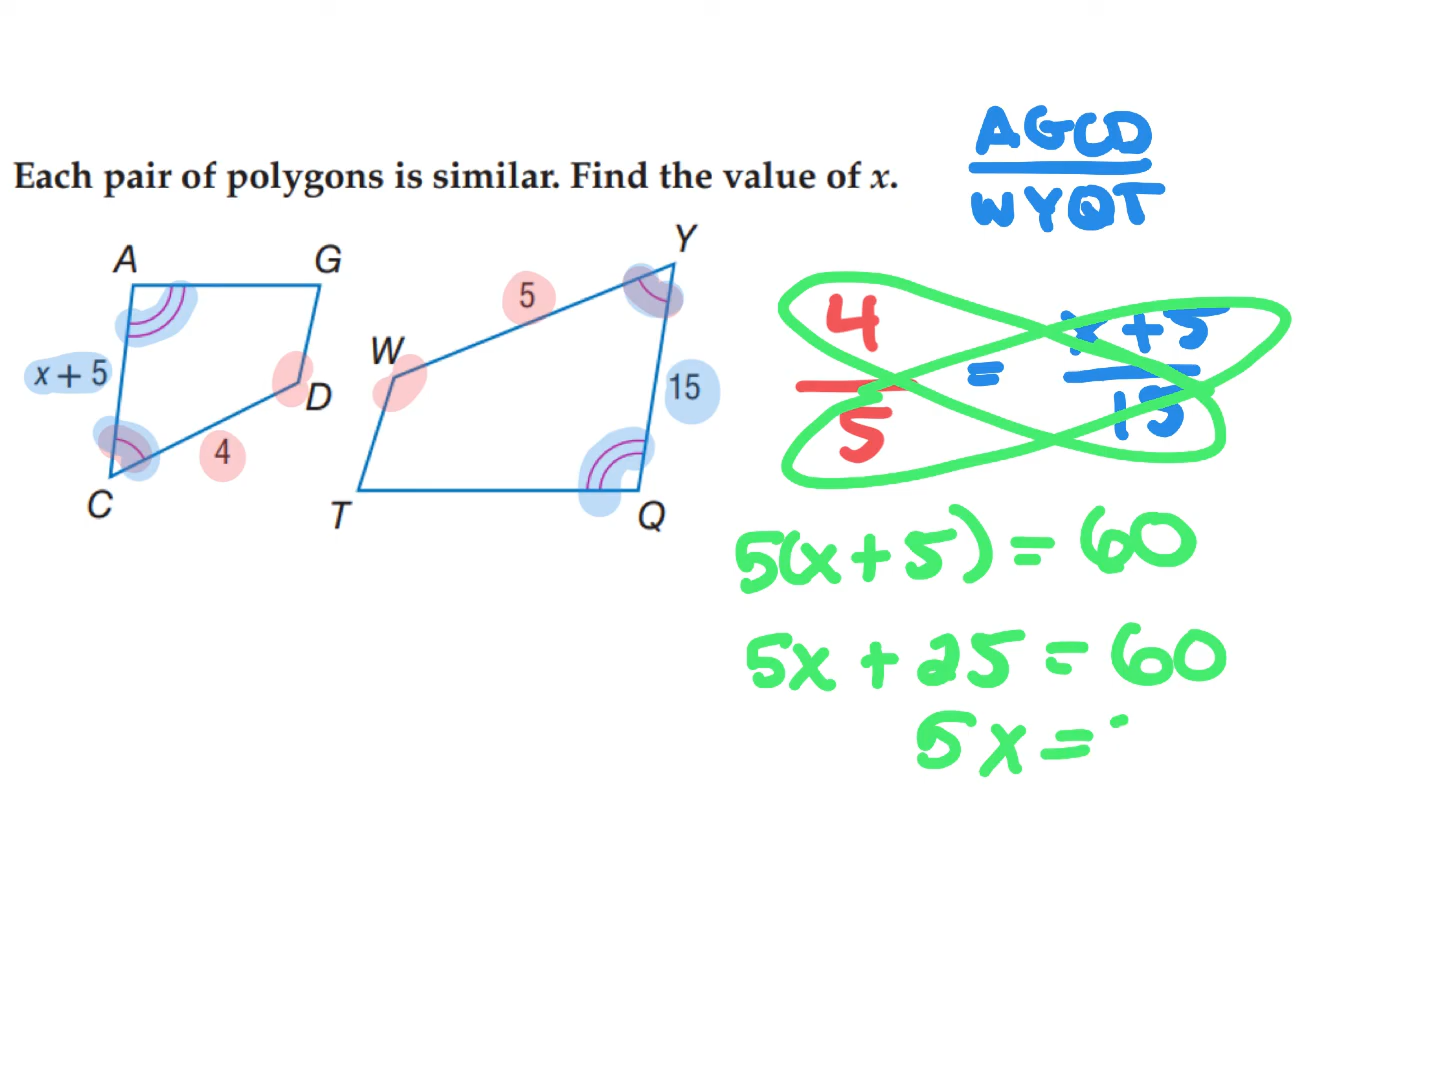 AGCD
WYQT
Each pair of polygons is similar. Find the value of x.
A
G
Y
5
W
x + 5
15
D
4
C
T
Q
4
5
=
x + 5
15
5(x + 5) = 60
5x + 25 = 60
5x =